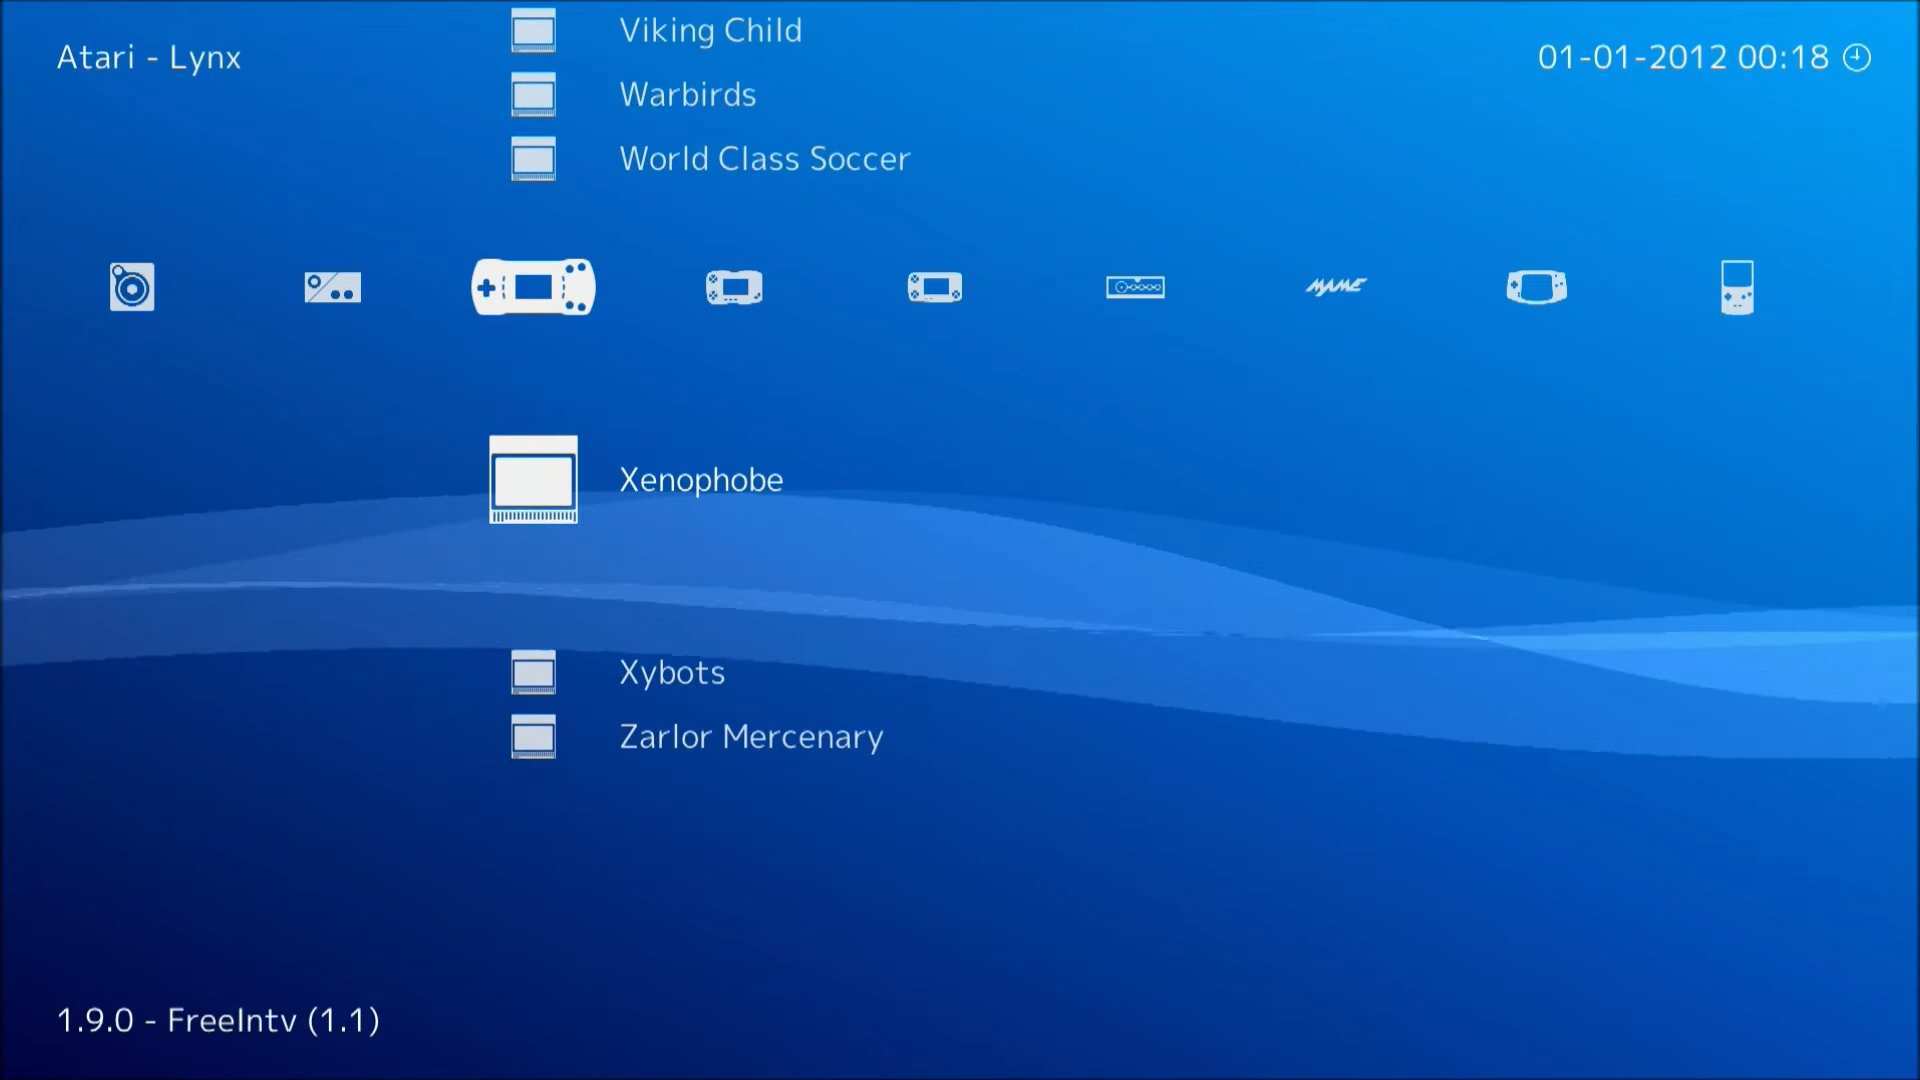 Viking Child
Atari - Lynx
01-01-2012 00:18
Warbirds
World Class Soccer
MAME
Xenophobe
Xybots
Zarlor Mercenary
1.9.0 - FreeIntv (1.1)